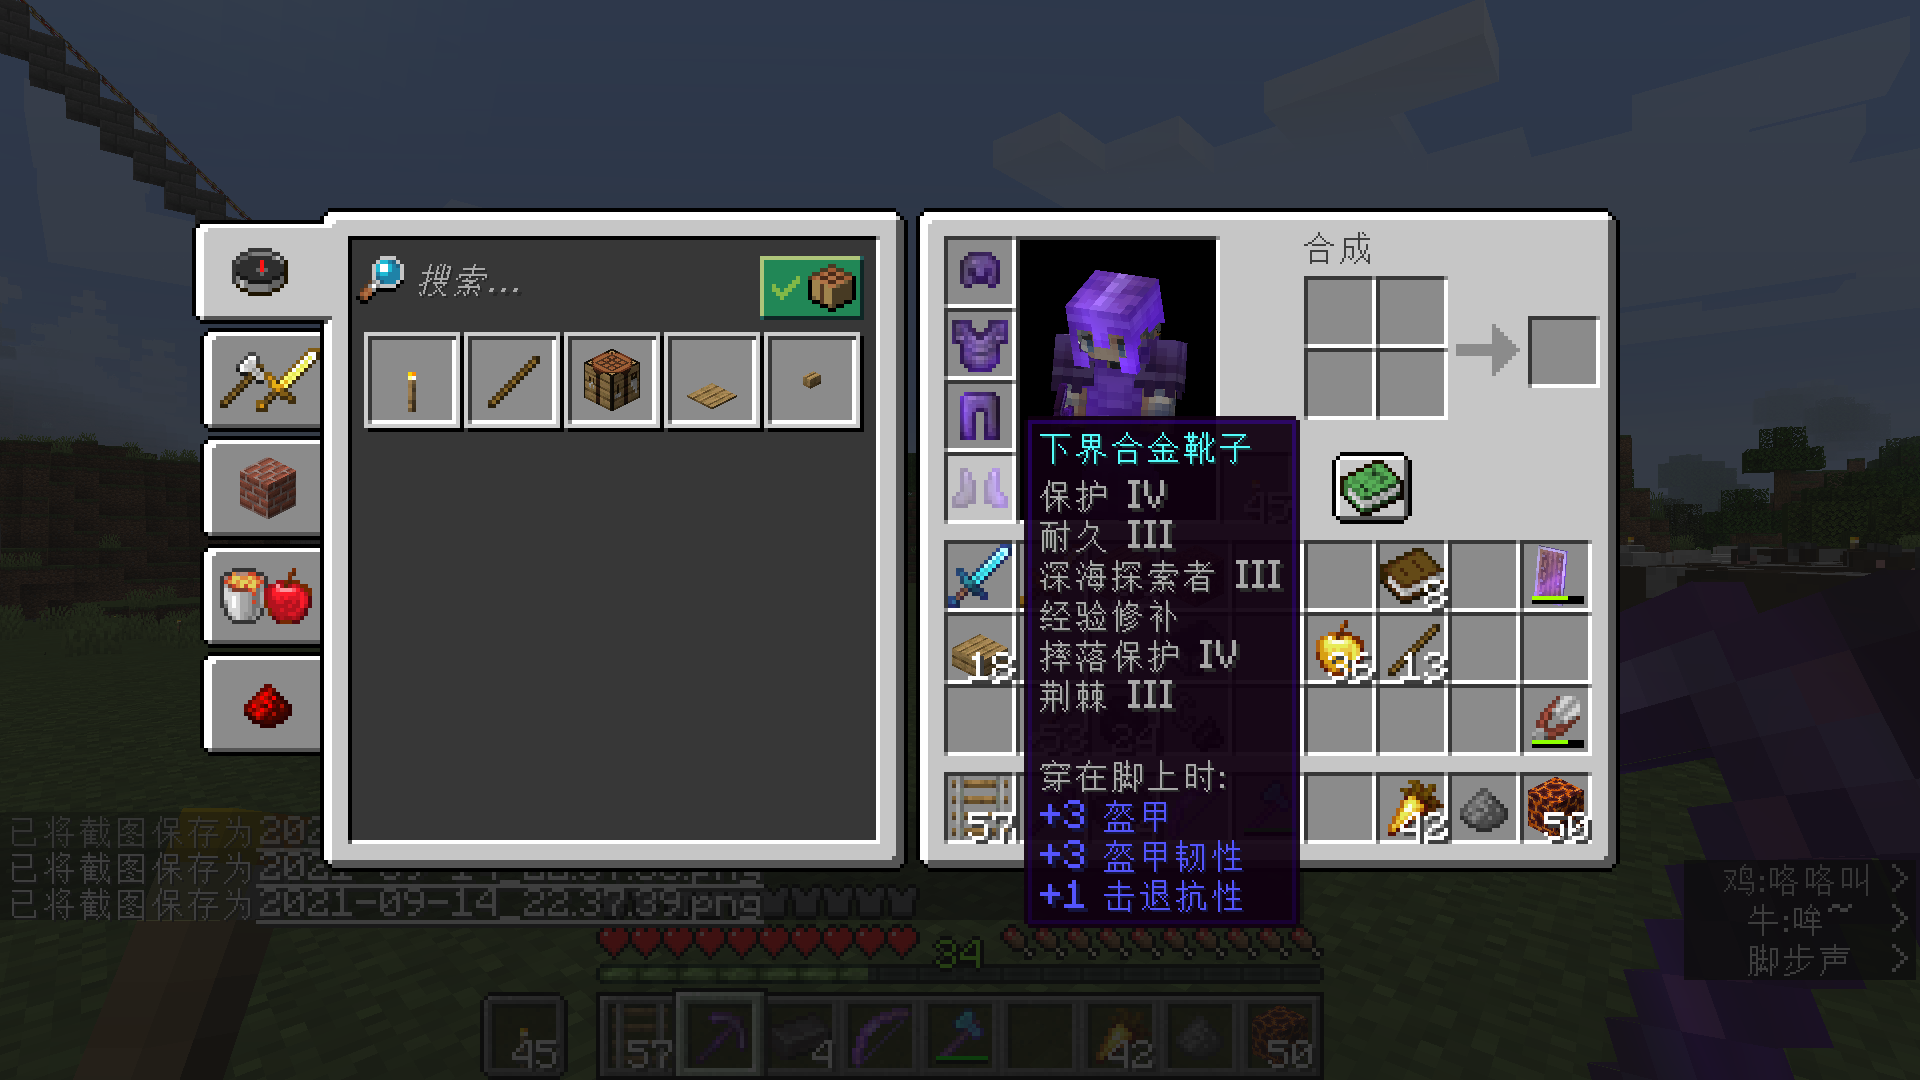 合成
搜索...
下界合金靴子
保护 IV
耐久 III
深海探索者 III
经验修补
摔落保护 IV
荆棘 III
穿在脚上时:
+3 盔甲
+3 盔甲韧性
+1 击退抗性
8
18
36
13
57
42
50
已将截图保存为
已将截图保存为
已将截图保存为 2021-09-14_22.37.39.png
鸡:咯咯叫 >
牛:哞~ >
脚步声 >
34
45
57
4
42
50